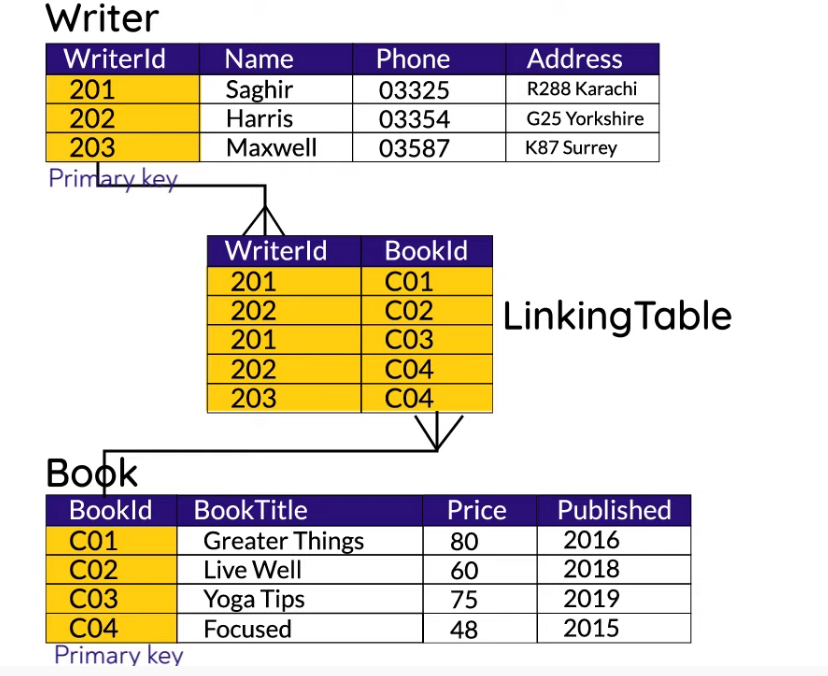 Writer
WriterId Name Phone Address
201 Saghir 03325 R288 Karachi
202 Harris 03354 G25 Yorkshire
203 Maxwell 03587 K87 Surrey
Primary key
WriterId BookId
201 C01
202 C02
201 C03
202 C04
203 C04
LinkingTable
Book
BookId BookTitle Price Published
C01 Greater Things 80 2016
C02 Live Well 60 2018
C03 Yoga Tips 75 2019
C04 Focused 48 2015
Primary key